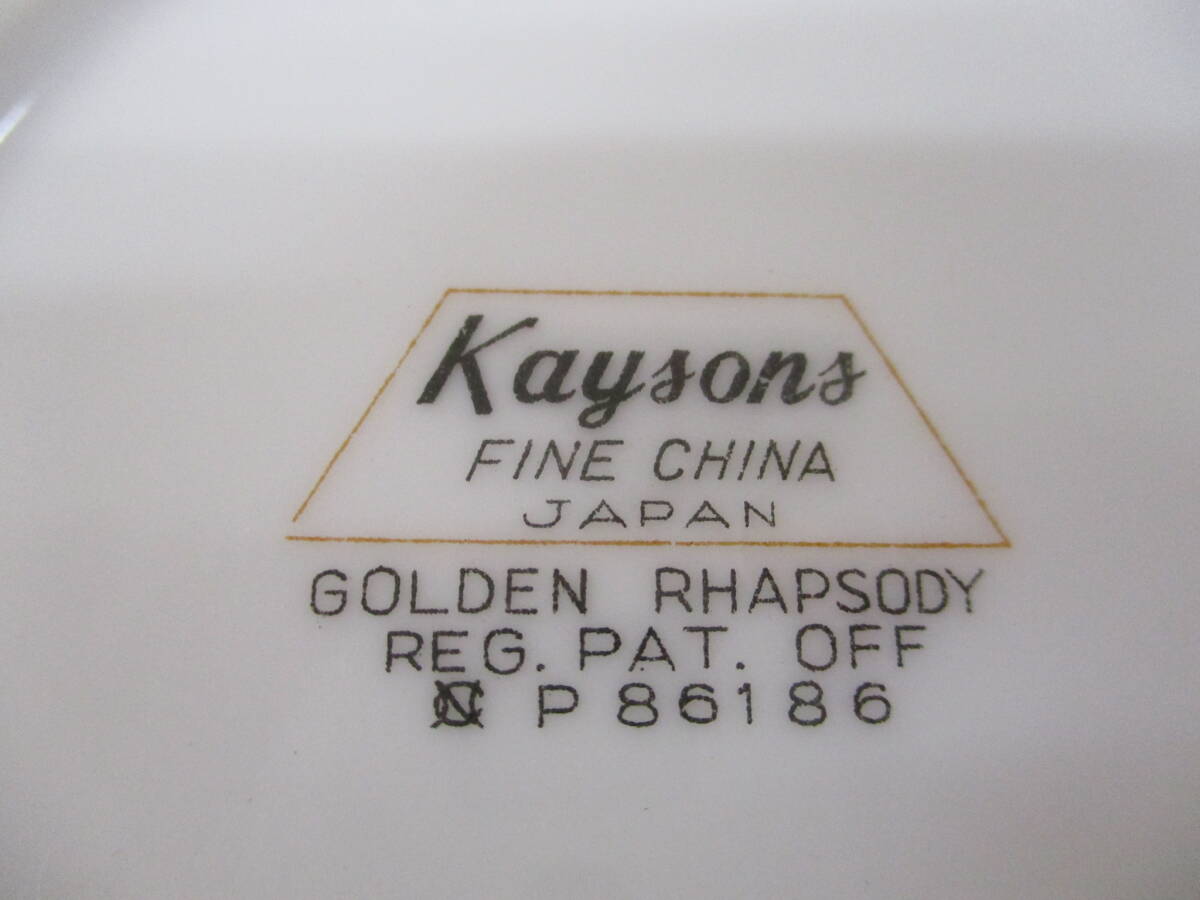 Kaysons
FINE CHINA
JAPAN
GOLDEN RHAPSODY
REG. PAT. OFF
P 86186